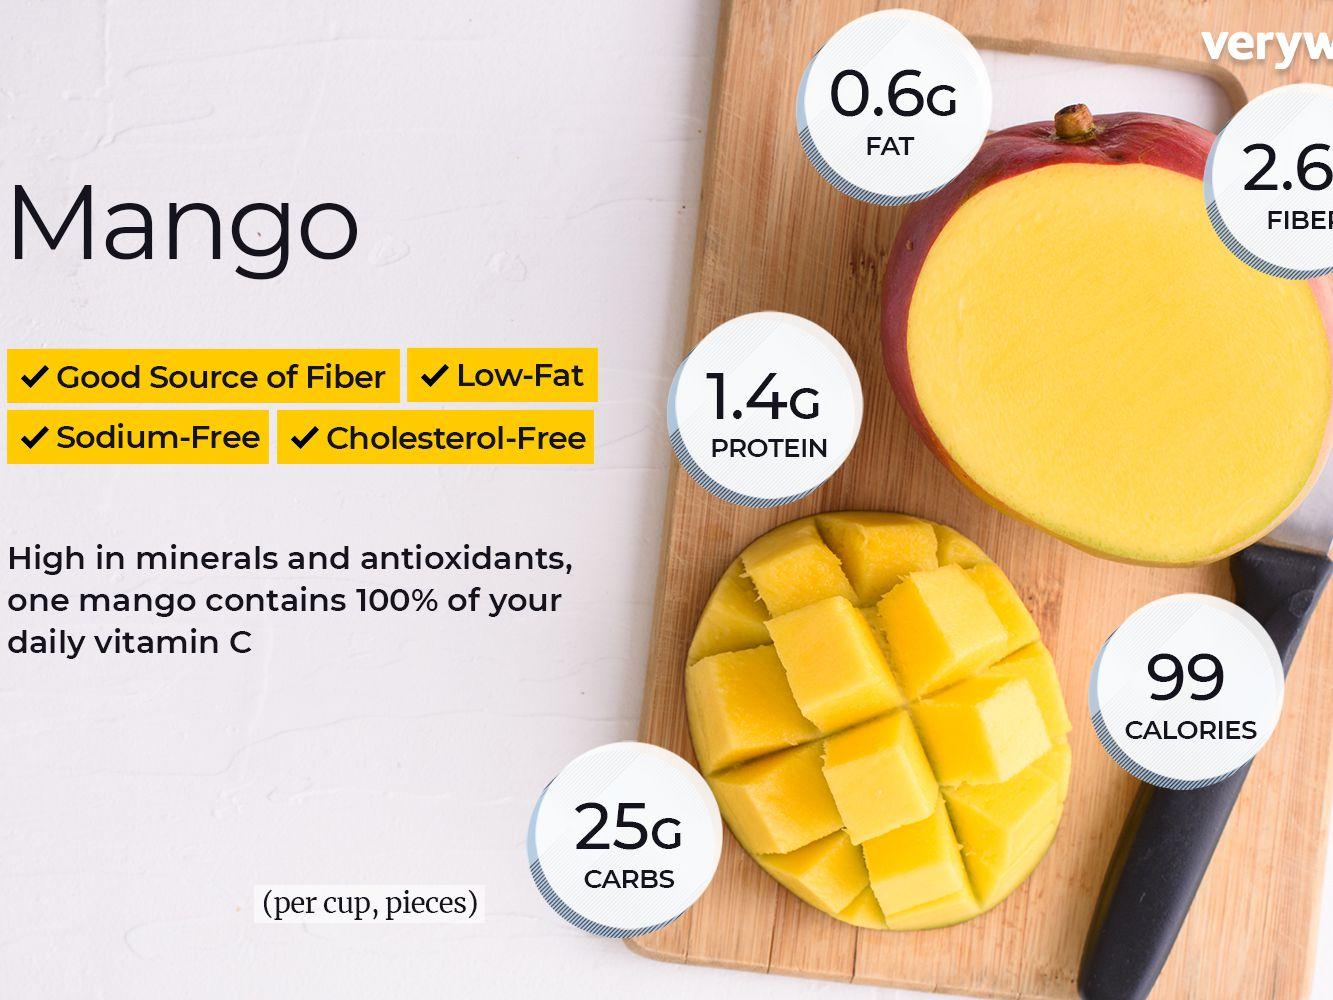 veryw
0.6G
FAT
2.6
FIBER
Mango
✓ Good Source of Fiber ✓ Low-Fat
✓ Sodium-Free ✓ Cholesterol-Free
1.4G
PROTEIN
High in minerals and antioxidants,
one mango contains 100% of your
daily vitamin C
99
CALORIES
25G
CARBS
(per cup, pieces)